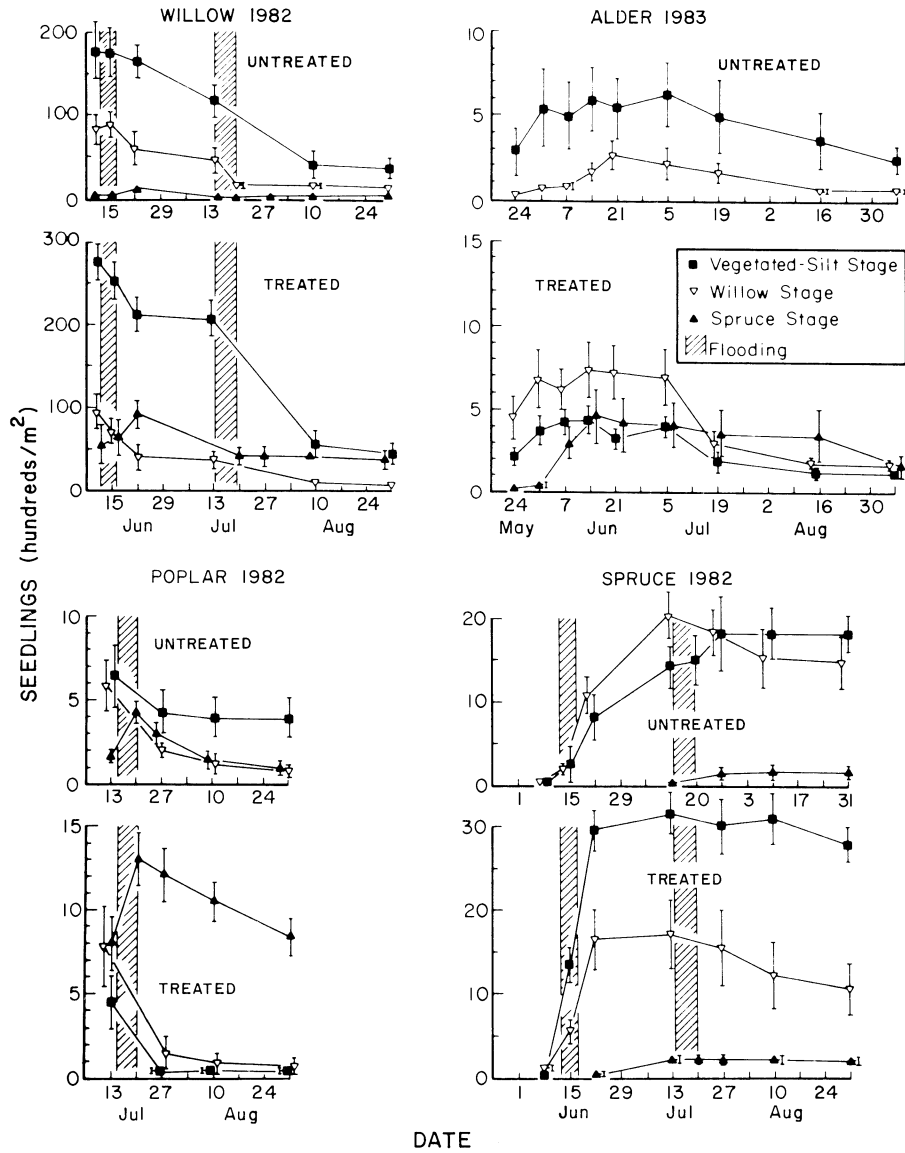 WILLOW 1982
UNTREATED
200
100
0
15 29 13 27 10 24
TREATED
300
200
100
0
15 29 13 27 10 24
Jun Jul Aug
ALDER 1983
UNTREATED
10
5
0
24 7 21 5 19 2 16 30
TREATED
15
10
5
0
24 7 21 5 19 2 16 30
May Jun Jul Aug
Vegetated-Silt Stage
Willow Stage
Spruce Stage
Flooding
SEEDLINGS (hundreds/m²)
POPLAR 1982
UNTREATED
10
5
0
13 27 10 24
TREATED
15
10
5
0
13 27 10 24
Jul Aug
SPRUCE 1982
UNTREATED
20
10
0
1 15 29 20 3 17 31
TREATED
30
20
10
0
1 15 29 13 27 10 24
Jun Jul Aug
DATE